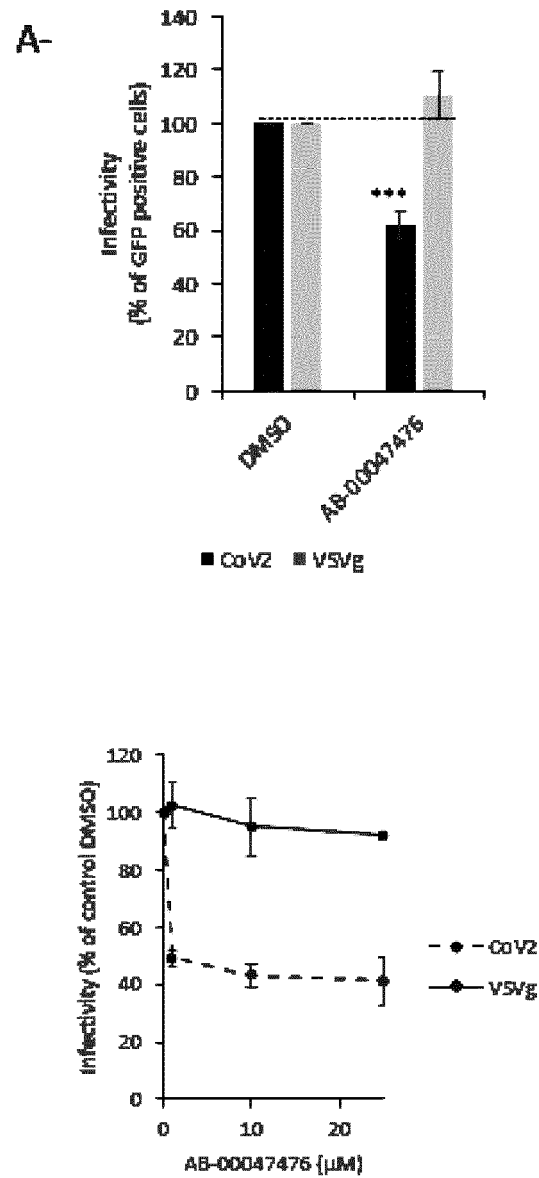 A-
140
120
100
80
60
40
20
0
Infectivity
(% of GFP positive cells)
***
DMSO
AB-00047476
CoV2
VSVg
120
100
80
60
40
20
0
Infectivity (% of control DMSO)
0
10
20
AB-00047476 (µM)
CoV2
VSVg